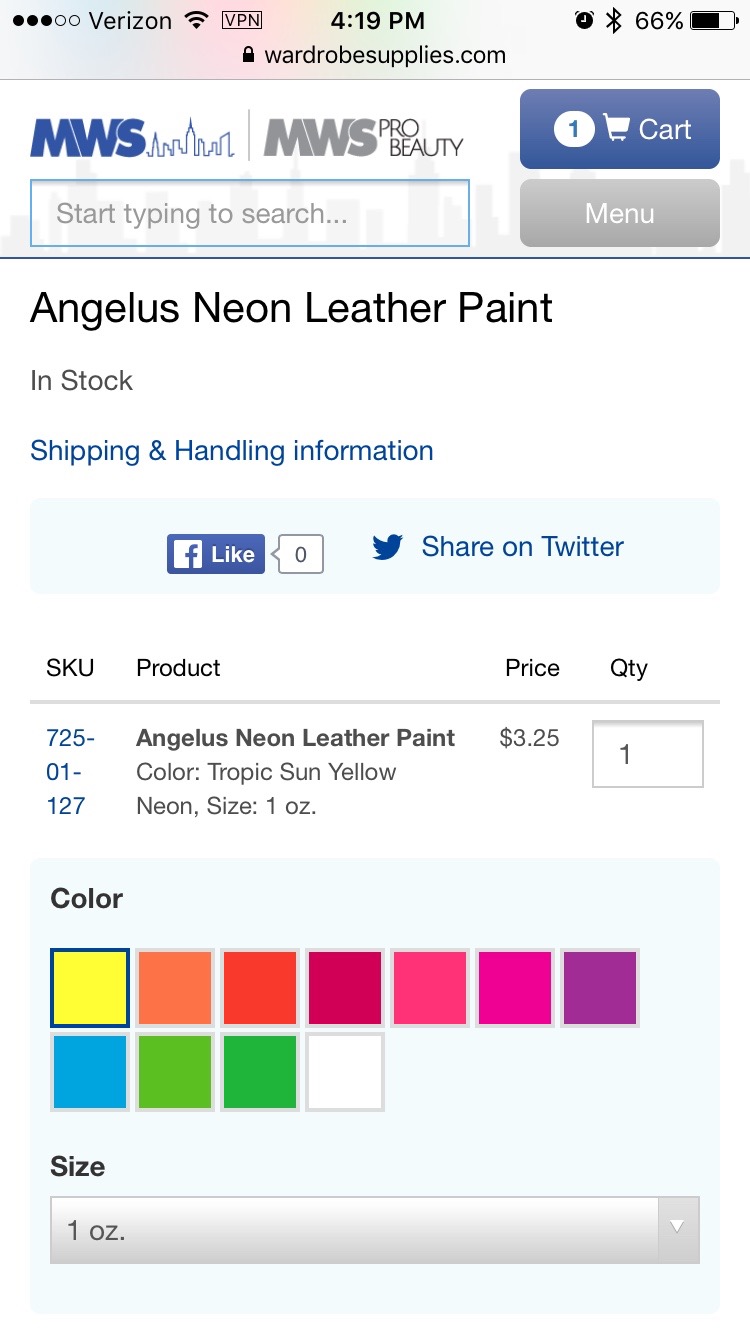 Verizon VPN 4:19 PM 66%
wardrobesupplies.com
MWS MWS PRO BEAUTY
1 Cart
Start typing to search...
Menu
Angelus Neon Leather Paint
In Stock
Shipping & Handling information
Like 0 Share on Twitter
SKU Product Price Qty
725- Angelus Neon Leather Paint $3.25 1
01- Color: Tropic Sun Yellow
127 Neon, Size: 1 oz.
Color
Size
1 oz.